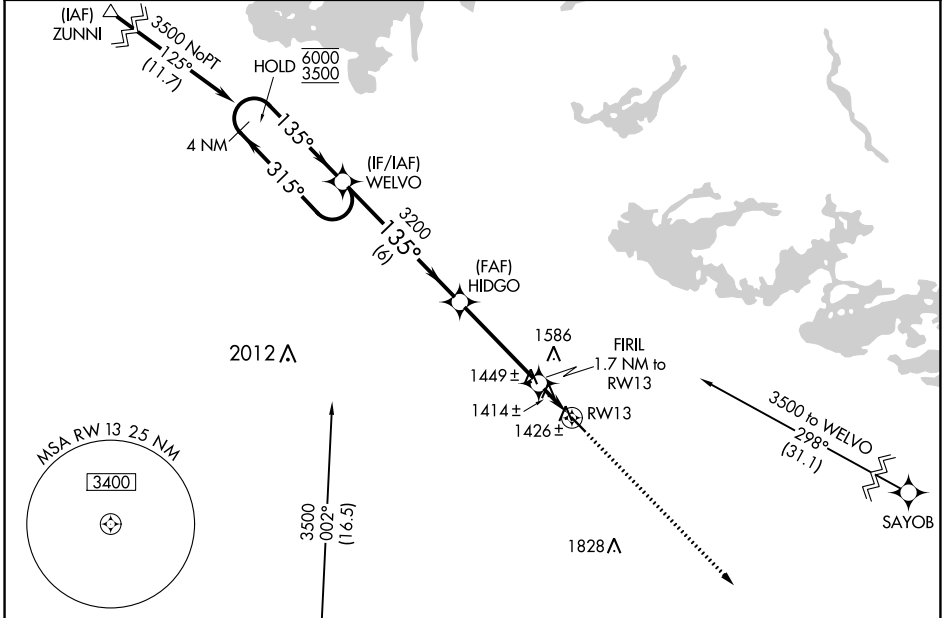 (IAF)
ZUNNI
3500 NoPT
125°
(11.7)
HOLD
6000
3500
4 NM
135°
315°
(IF/IAF)
WELVO
3200
135°
(6)
(FAF)
HIDGO
2012
1586
FIRIL
1.7 NM to
RW13
1449 ±
1414 ±
1426 ±
RW13
3500 to WELVO
298°
(31.1)
SAYOB
MSA RW 13 25 NM
3400
3500
002°
(16.5)
1828